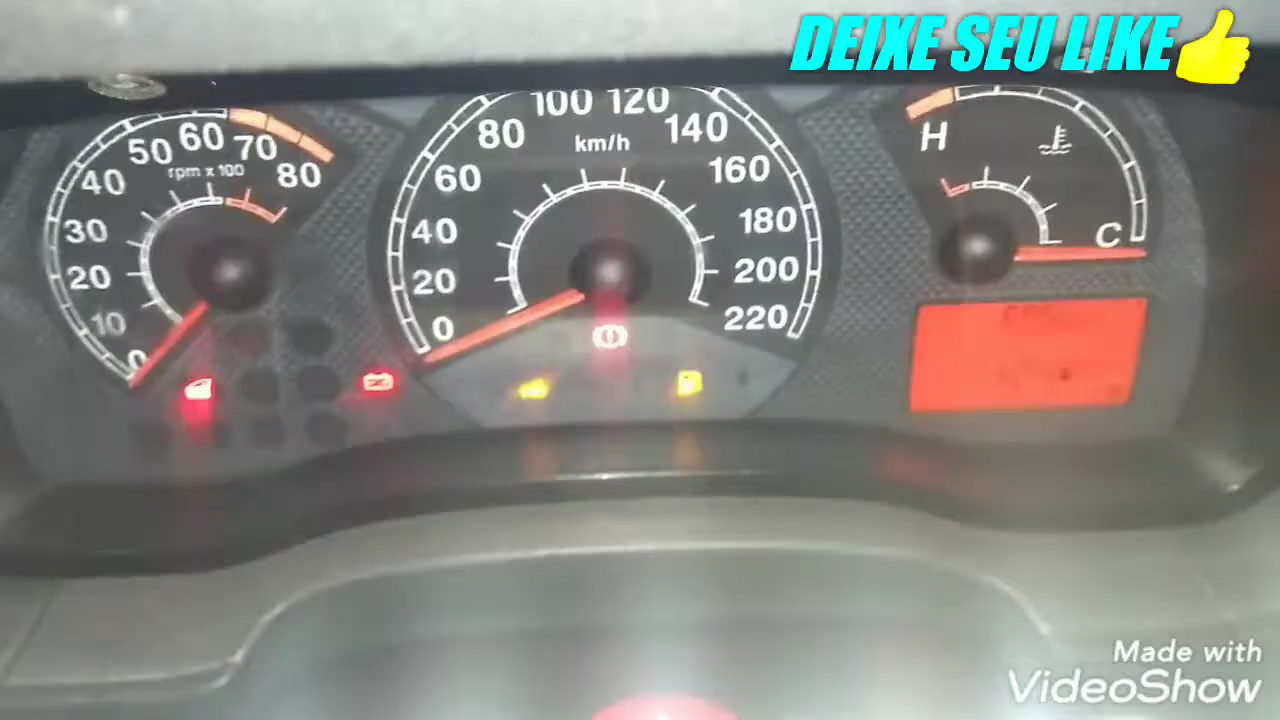 DEIXE SEU LIKE
0 10 20 30 40 50 60 70 80
rpm x 100
0 20 40 60 80 100 120 140 160 180 200 220
km/h
H
C
Made with
VideoShow